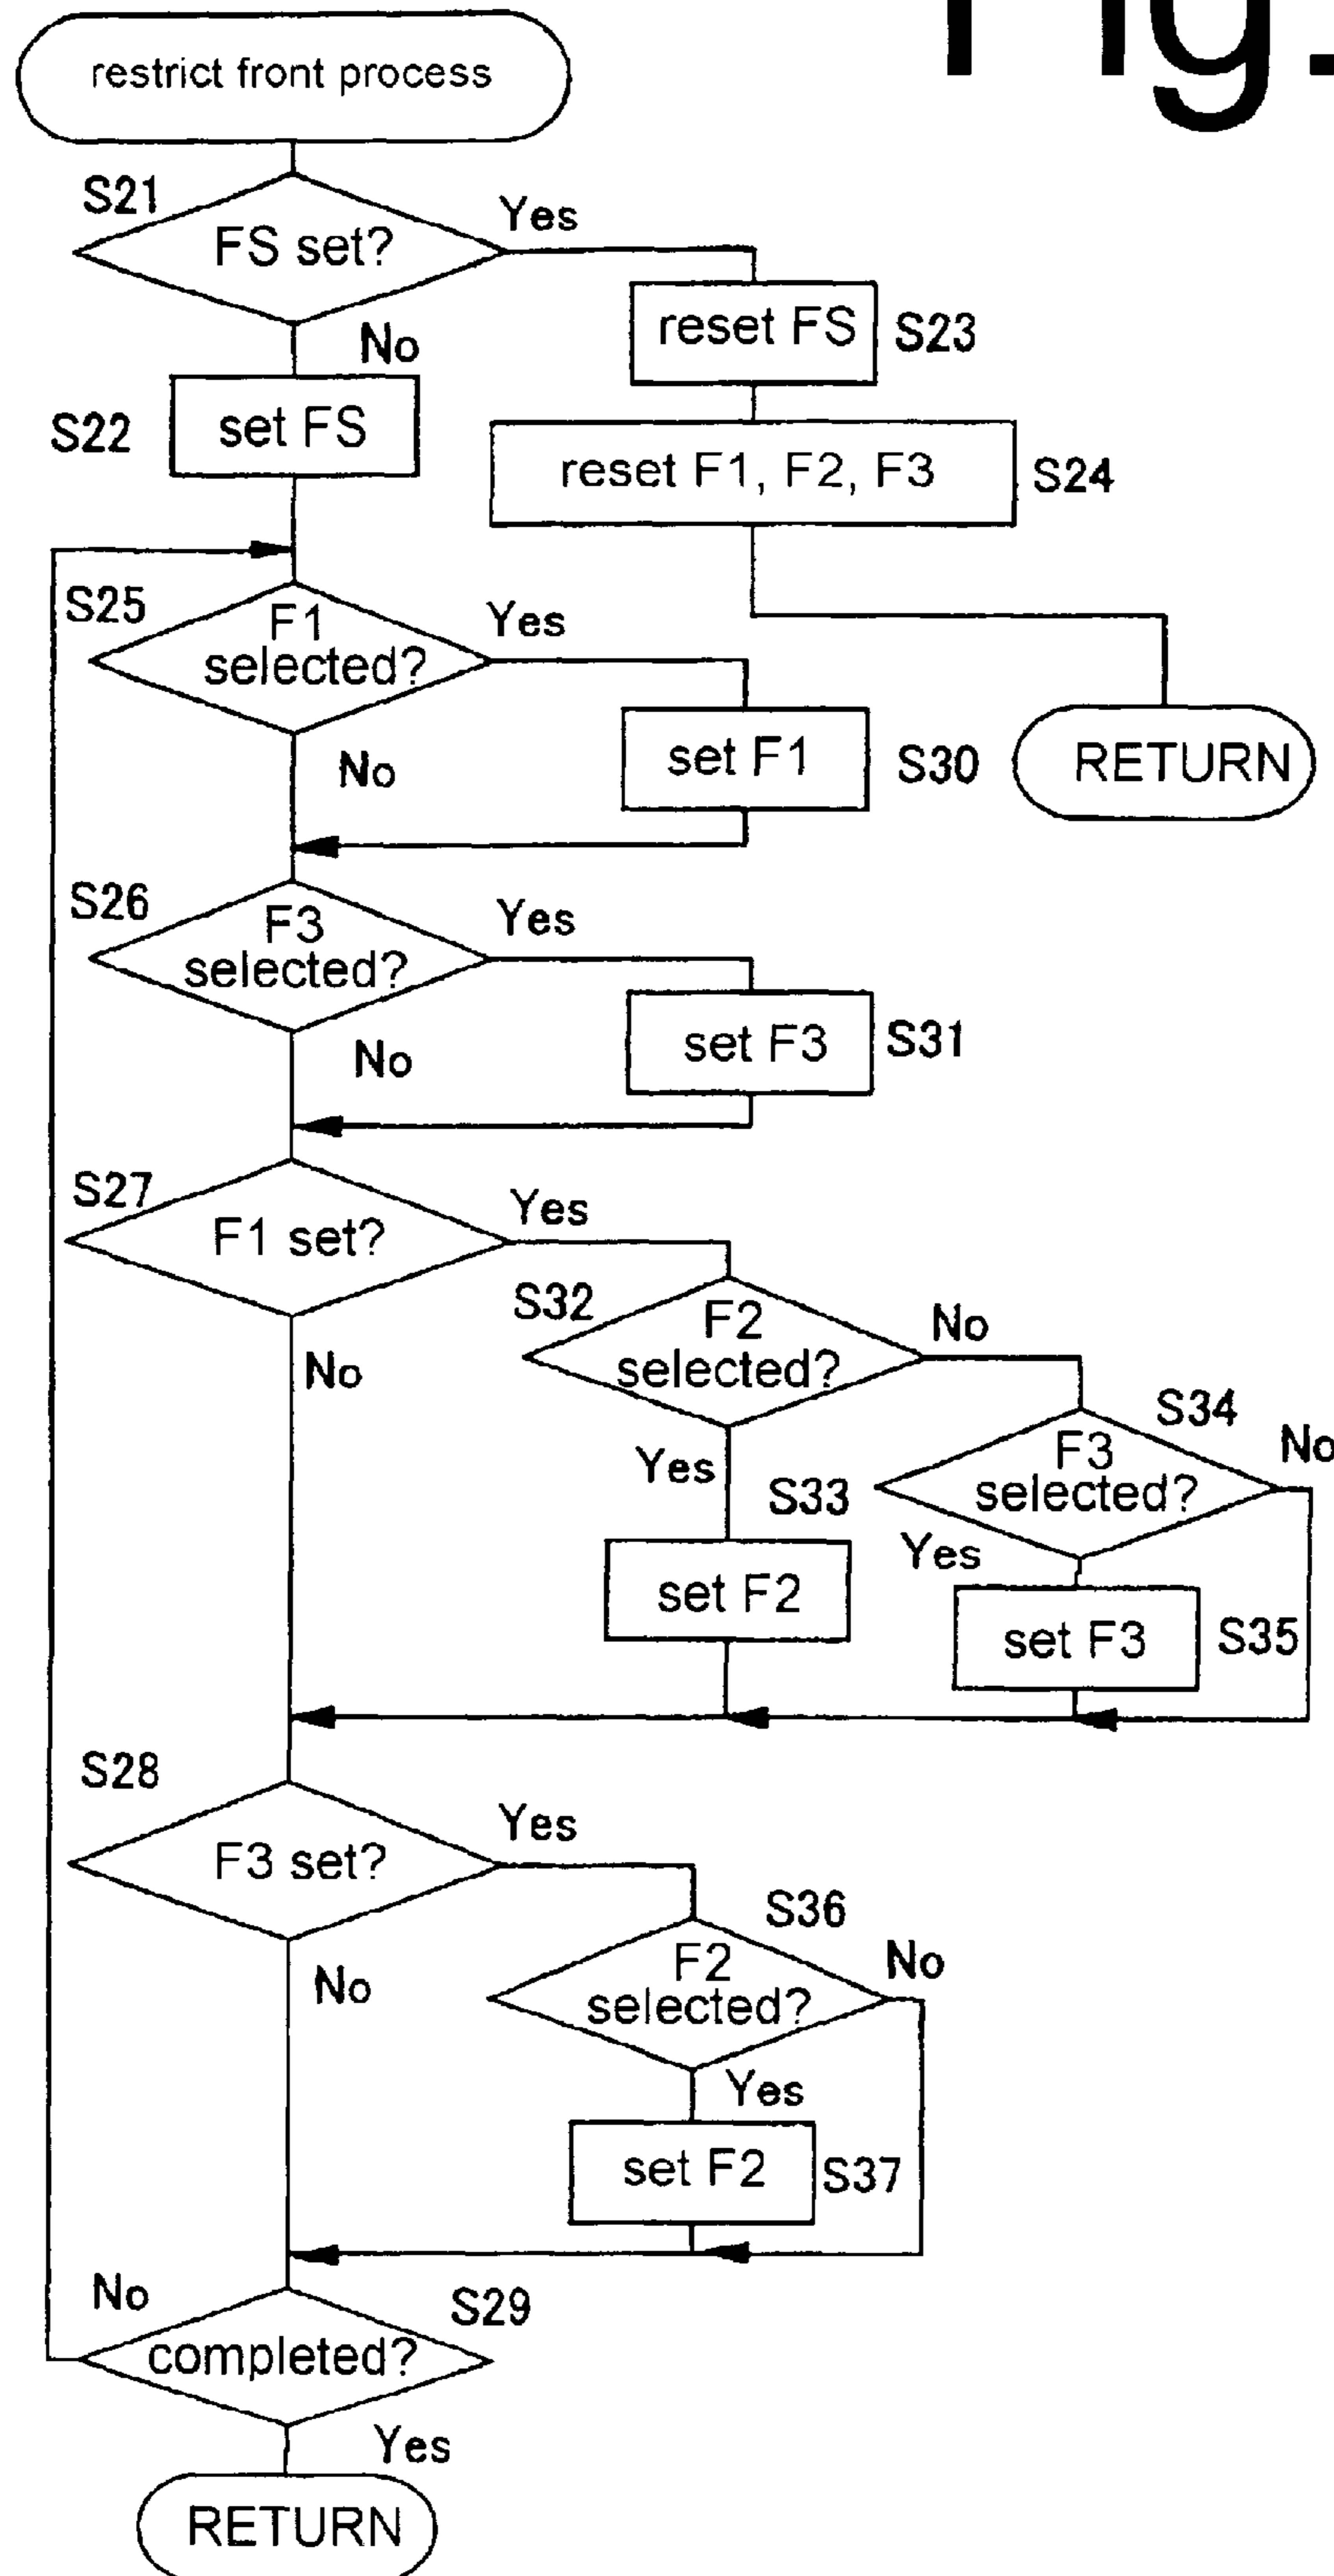 Fig.
restrict front process
S21
FS set?
Yes
No
reset FS
S23
S22
set FS
reset F1, F2, F3
S24
S25
F1
selected?
Yes
No
set F1
S30
RETURN
S26
F3
selected?
Yes
No
set F3
S31
S27
F1 set?
Yes
No
S32
F2
selected?
No
Yes
S34
F3
selected?
No
Yes
S33
set F2
set F3
S35
S28
F3 set?
Yes
No
S36
F2
selected?
No
Yes
set F2
S37
No
S29
completed?
Yes
RETURN